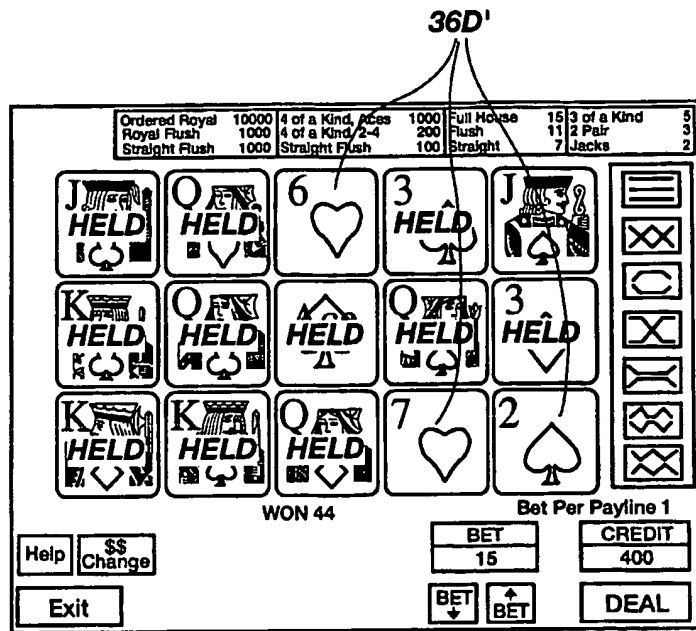 36D'
Ordered Royal 10000 4 of a Kind, Aces 1000 Full House 15 3 of a Kind 5
Royal Flush 1000 4 of a Kind, 2-4 200 Flush 11 2 Pair 3
Straight Flush 1000 Straight Flush 100 Straight 7 Jacks 2
J Q 6 3 J
HELD HELD HELD
K Q Q 3
HELD HELD HELD HELD HELD
K K Q 7 2
HELD HELD HELD
WON 44 Bet Per Payline 1
BET CREDIT
15 400
Help $$ Change
Exit BET BET DEAL